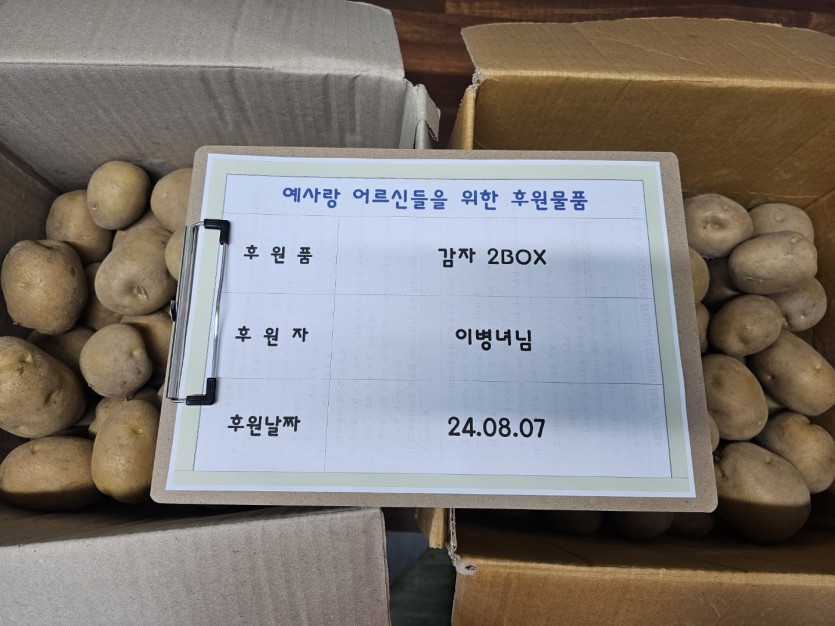 예사랑 어르신들을 위한 후원물품
후 원 품 감자 2BOX
후 원 자 이병녀님
후원날짜 24.08.07